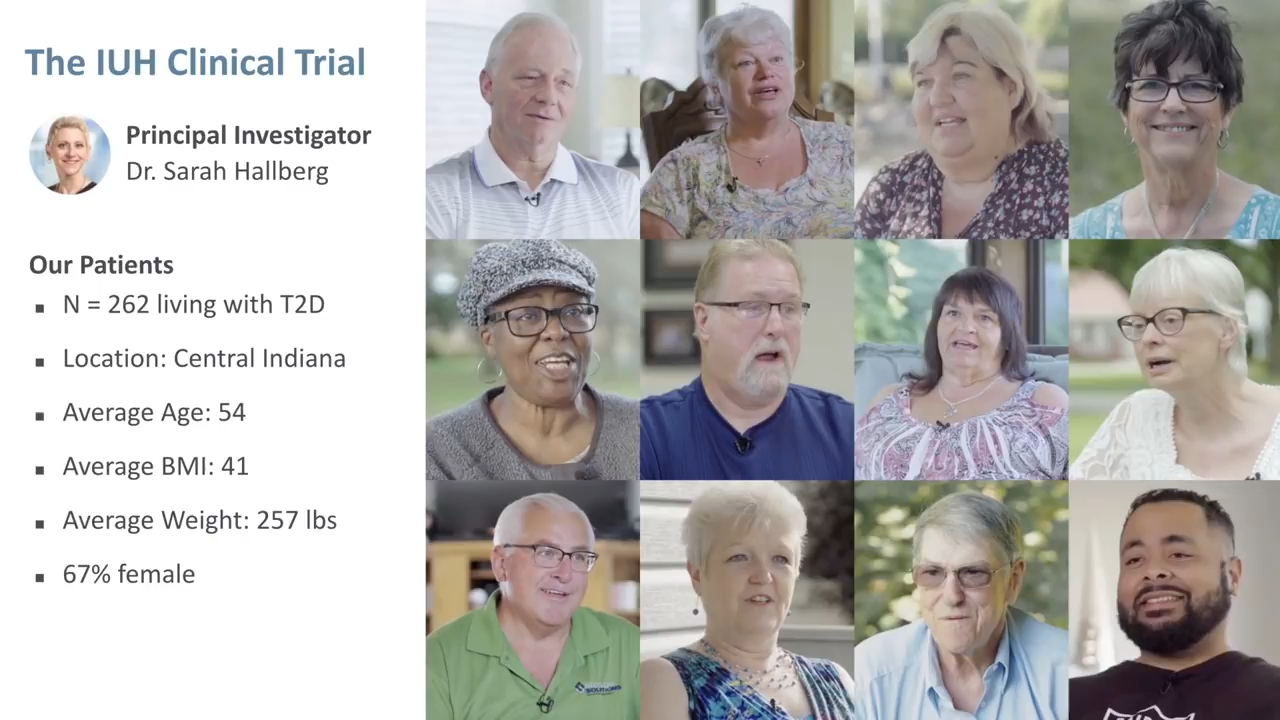 The IUH Clinical Trial
Principal Investigator
Dr. Sarah Hallberg
Our Patients
N = 262 living with T2D
Location: Central Indiana
Average Age: 54
Average BMI: 41
Average Weight: 257 lbs
67% female